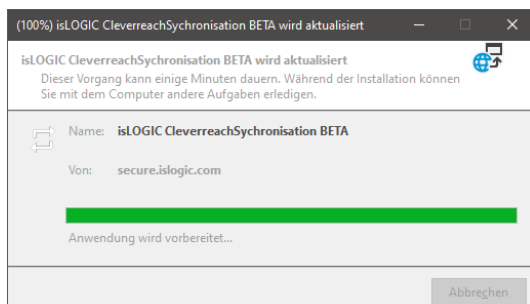 (100%) isLOGIC CleverreachSychronisation BETA wird aktualisiert
isLOGIC CleverreachSychronisation BETA wird aktualisiert
Dieser Vorgang kann einige Minuten dauern. Während der Installation können
Sie mit dem Computer andere Aufgaben erledigen.
Name: isLOGIC CleverreachSychronisation BETA
Von: secure.islogic.com
Anwendung wird vorbereitet...
Abbrechen